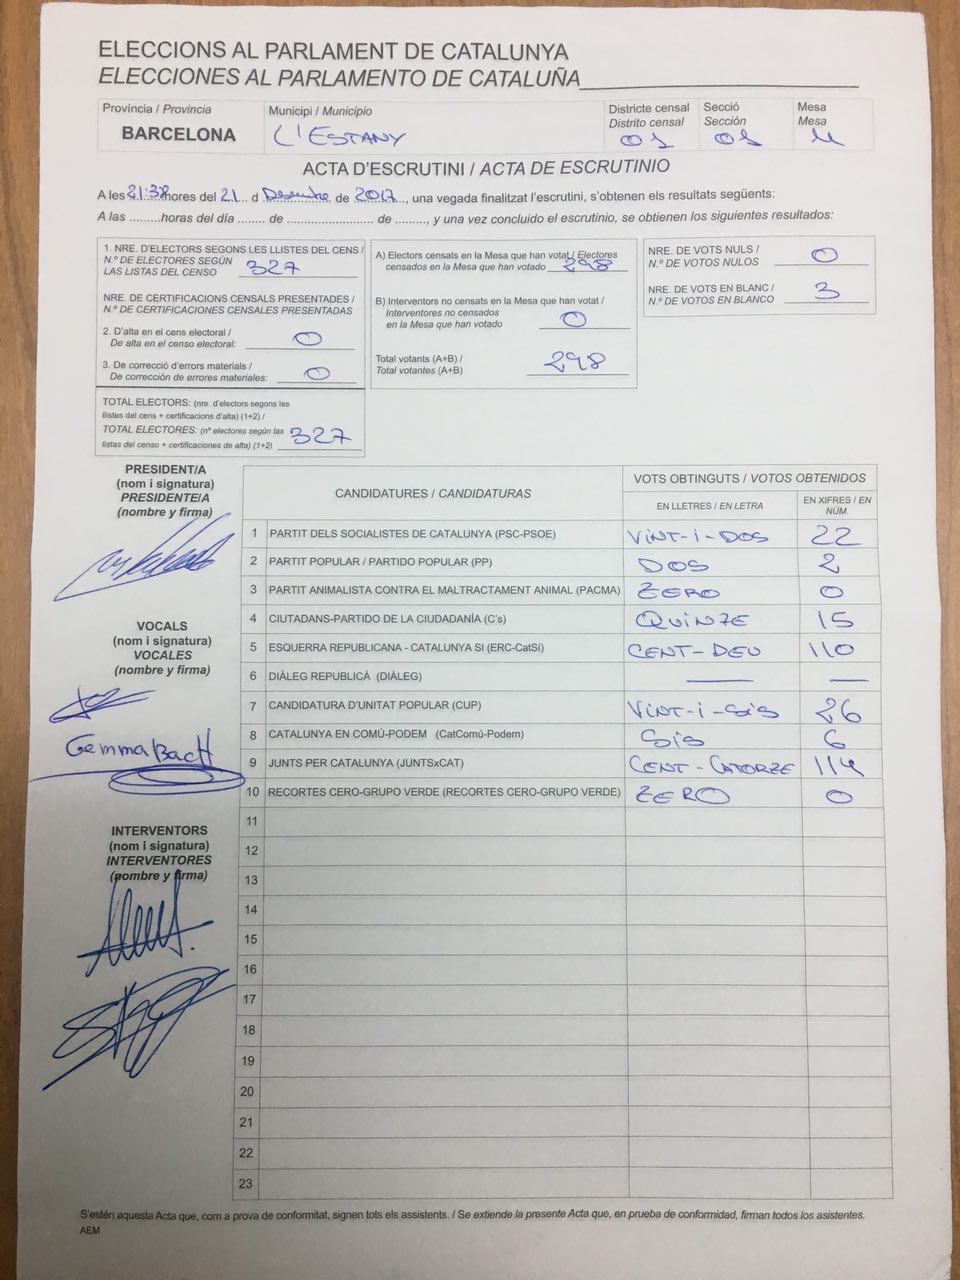 ELECCIONS AL PARLAMENT DE CATALUNYA
ELECCIONES AL PARLAMENTO DE CATALUÑA
Província / Provincia
BARCELONA
Municipi / Municipio
L'ESTANY
Districte censal
Distrito censal
01
Secció
Sección
01
Mesa
Mesa
U
ACTA D'ESCRUTINI / ACTA DE ESCRUTINIO
A les 21:38 hores del 21 d Desembre de 2017, una vegada finalitzat l'escrutini, s'obtenen els resultats següents:
A las .........horas del día ........ de ...................... de ........, y una vez concluido el escrutinio, se obtienen los siguientes resultados:
1. NRE. D'ELECTORS SEGONS LES LLISTES DEL CENS /
N.º DE ELECTORES SEGÚN
LAS LISTAS DEL CENSO 327
NRE. DE CERTIFICACIONS CENSALS PRESENTADES /
N.º DE CERTIFICACIONES CENSALES PRESENTADAS
2. D'alta en el cens electoral /
De alta en el censo electoral: 0
3. De correcció d'errors materials /
De corrección de errores materiales: 0
TOTAL ELECTORS: (nre. d'electors segons les
llistes del cens + certificacions d'alta) (1+2) /
TOTAL ELECTORES: (nº electores según las 327
listas del censo + certificaciones de alta) (1+2)
A) Electors censats en la Mesa que han votat / Electores
censados en la Mesa que han votado 298
B) Interventors no censats en la Mesa que han votat /
Interventores no censados
en la Mesa que han votado 0
Total votants (A+B) /
Total votantes (A+B) 298
NRE. DE VOTS NULS /
N.º DE VOTOS NULOS 0
NRE. DE VOTS EN BLANC /
N.º DE VOTOS EN BLANCO 3
PRESIDENT/A
(nom i signatura)
PRESIDENTE/A
(nombre y firma)
VOCALS
(nom i signatura)
VOCALES
(nombre y firma)
Gemma Bach
INTERVENTORS
(nom i signatura)
INTERVENTORES
(nombre y firma)
CANDIDATURES / CANDIDATURAS
VOTS OBTINGUTS / VOTOS OBTENIDOS
EN LLETRES / EN LETRA
EN XIFRES / EN NÚM.
1 PARTIT DELS SOCIALISTES DE CATALUNYA (PSC-PSOE) VINT-I-DOS 22
2 PARTIT POPULAR / PARTIDO POPULAR (PP) DOS 2
3 PARTIT ANIMALISTA CONTRA EL MALTRACTAMENT ANIMAL (PACMA) ZERO 0
4 CIUTADANS-PARTIDO DE LA CIUDADANÍA (C's) QUINZE 15
5 ESQUERRA REPUBLICANA - CATALUNYA SI (ERC-CatSí) CENT-DEU 110
6 DIÀLEG REPUBLICÀ (DIÀLEG) — —
7 CANDIDATURA D'UNITAT POPULAR (CUP) VINT-I-SIS 26
8 CATALUNYA EN COMÚ-PODEM (CatComú-Podem) SIS 6
9 JUNTS PER CATALUNYA (JUNTSxCAT) CENT-CATORZE 114
10 RECORTES CERO-GRUPO VERDE (RECORTES CERO-GRUPO VERDE) ZERO 0
11
12
13
14
15
16
17
18
19
20
21
22
23
S'estén aquesta Acta que, com a prova de conformitat, signen tots els assistents. / Se extiende la presente Acta que, en prueba de conformidad, firman todos los asistentes.
AEM